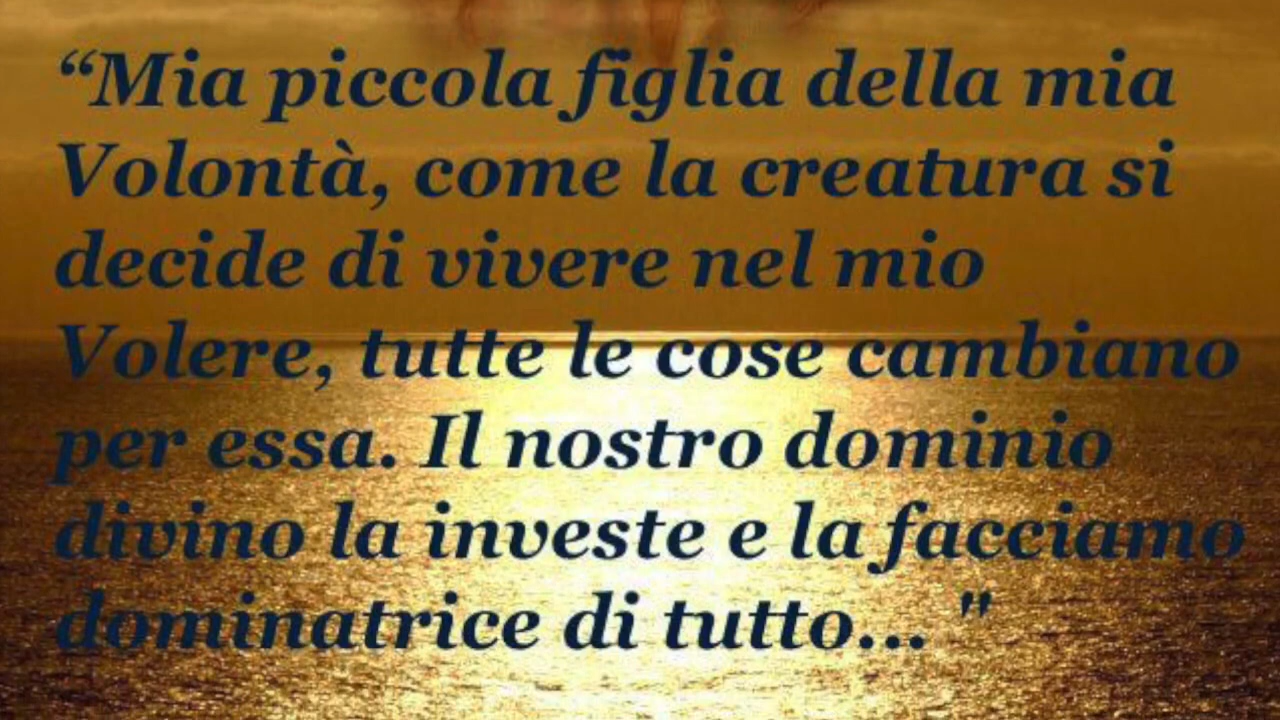 “Mia piccola figlia della mia
Volontà, come la creatura si
decide di vivere nel mio
Volere, tutte le cose cambiano
per essa. Il nostro dominio
divino la investe e la facciamo
dominatrice di tutto... "